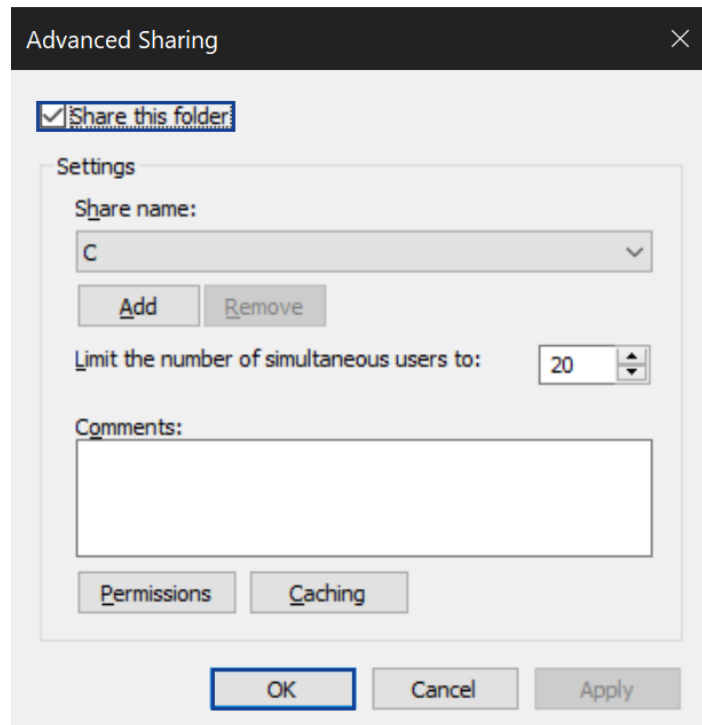 Advanced Sharing
Share this folder
Settings
Share name:
C
Add Remove
Limit the number of simultaneous users to: 20
Comments:
Permissions Caching
OK Cancel Apply